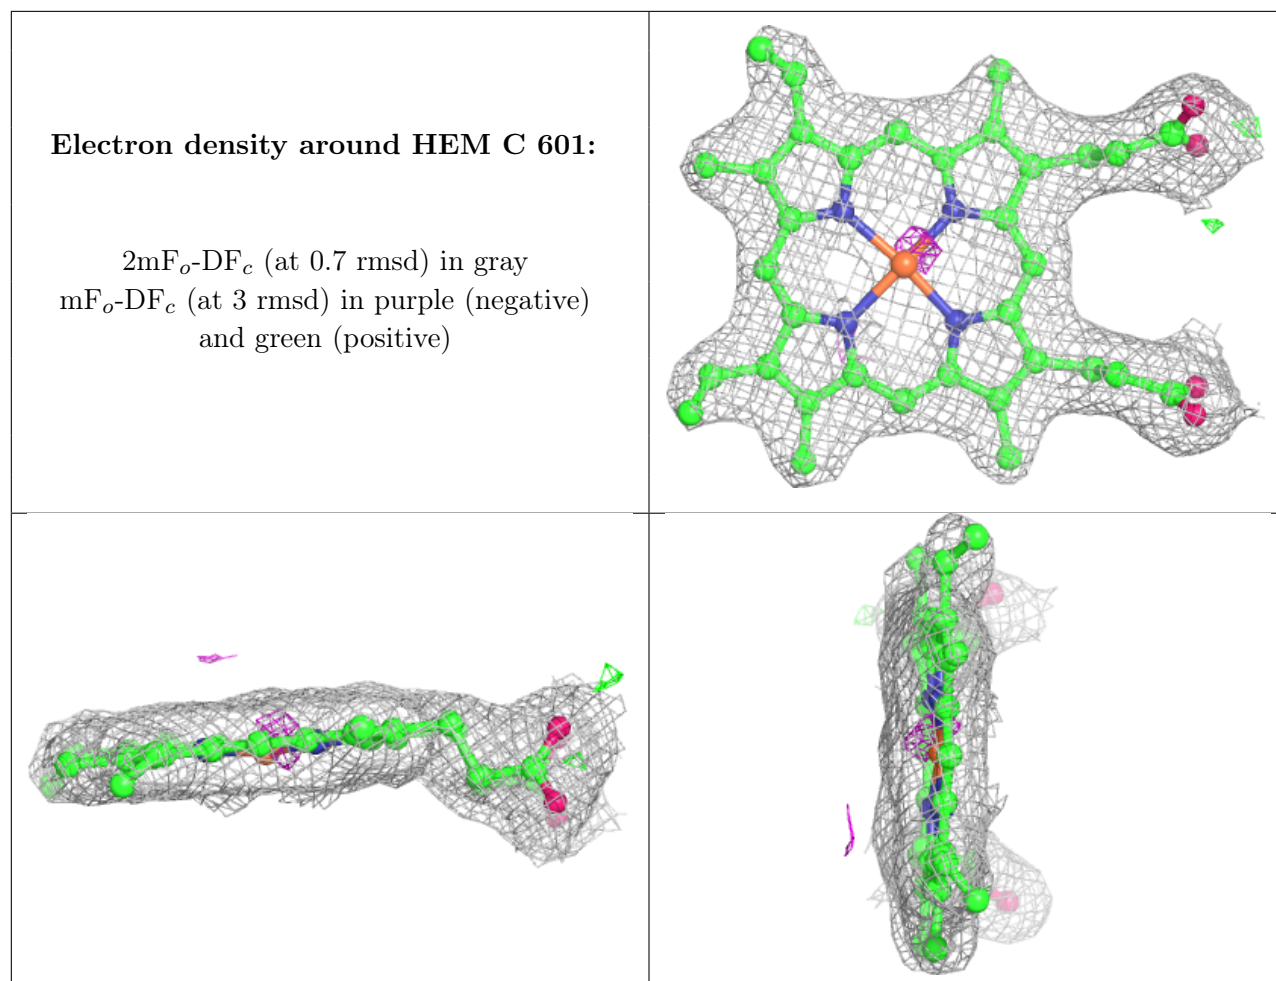 Electron density around HEM C 601:
2mFo-DFc (at 0.7 rmsd) in gray
mFo-DFc (at 3 rmsd) in purple (negative)
and green (positive)